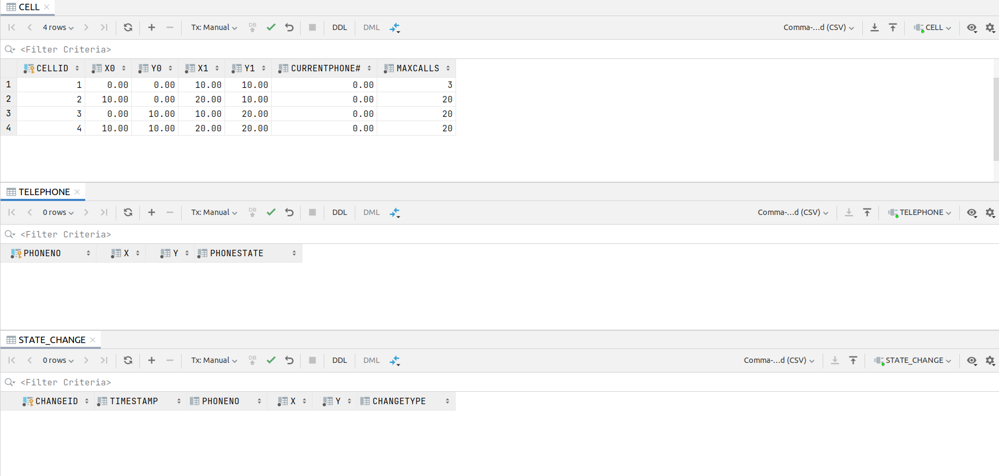 CELL
4 rows Tx: Manual DB DDL DML Comma-...d (CSV) CELL
<Filter Criteria>
CELLID X0 Y0 X1 Y1 CURRENTPHONE# MAXCALLS
1 1 0.00 0.00 10.00 10.00 0.00 3
2 2 10.00 0.00 20.00 10.00 0.00 20
3 3 0.00 10.00 10.00 20.00 0.00 20
4 4 10.00 10.00 20.00 20.00 0.00 20
TELEPHONE
0 rows Tx: Manual DB DDL DML Comma-...d (CSV) TELEPHONE
<Filter Criteria>
PHONENO X Y PHONESTATE
STATE_CHANGE
0 rows Tx: Manual DB DDL DML Comma-...d (CSV) STATE_CHANGE
<Filter Criteria>
CHANGEID TIMESTAMP PHONENO X Y CHANGETYPE